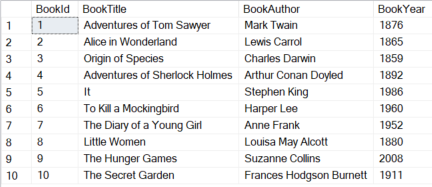 BookId BookTitle BookAuthor BookYear
1 1 Adventures of Tom Sawyer Mark Twain 1876
2 2 Alice in Wonderland Lewis Carrol 1865
3 3 Origin of Species Charles Darwin 1859
4 4 Adventures of Sherlock Holmes Arthur Conan Doyled 1892
5 5 It Stephen King 1986
6 6 To Kill a Mockingbird Harper Lee 1960
7 7 The Diary of a Young Girl Anne Frank 1952
8 8 Little Women Louisa May Alcott 1880
9 9 The Hunger Games Suzanne Collins 2008
10 10 The Secret Garden Frances Hodgson Burnett 1911